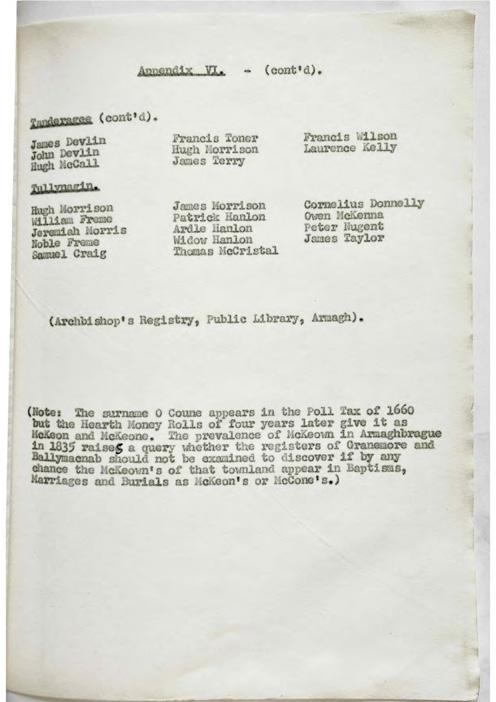 Appendix VI. - (cont'd).
Tanderagee (cont'd).
James Devlin Francis Toner Francis Wilson
John Devlin Hugh Morrison Laurence Kelly
Hugh McCall James Terry
Tullynagin.
Hugh Morrison James Morrison Cornelius Donnelly
William Freme Patrick Hanlon Owen McKenna
Jeremiah Morris Ardle Hanlon Peter Nugent
Noble Freme Widow Hanlon James Taylor
Samuel Craig Thomas McCristal
(Archbishop's Registry, Public Library, Armagh).
(Note: The surname O Coune appears in the Poll Tax of 1660
but the Hearth Money Rolls of four years later give it as
McKeon and McKeone. The prevalence of McKeown in Armaghbrague
in 1835 raises a query whether the registers of Granemore and
Ballymacnab should not be examined to discover if by any
chance the McKeown's of that townland appear in Baptisms,
Marriages and Burials as McKeon's or McCone's.)